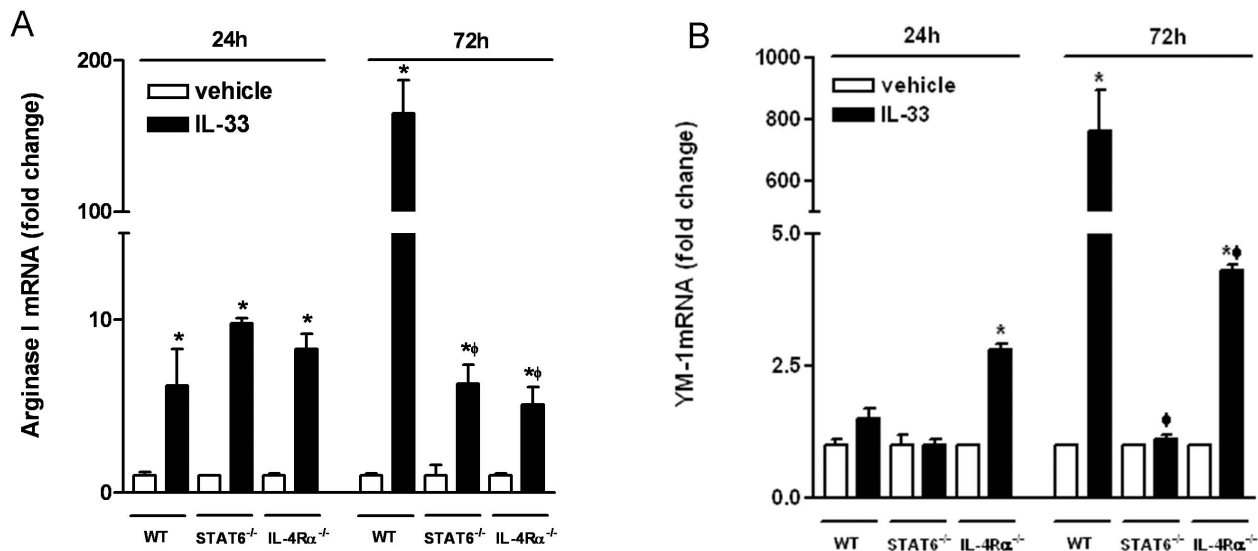 A
24h
72h
200
vehicle
IL-33
100
10
0
Arginase I mRNA (fold change)
*
*
*
*
*ϕ
*ϕ
WT
STAT6-/-
IL-4Rα-/-
WT
STAT6-/-
IL-4Rα-/-
B
24h
72h
1000
vehicle
IL-33
800
600
5.0
2.5
0.0
YM-1mRNA (fold change)
*
*
ϕ
*ϕ
WT
STAT6-/-
IL-4Rα-/-
WT
STAT6-/-
IL-4Rα-/-